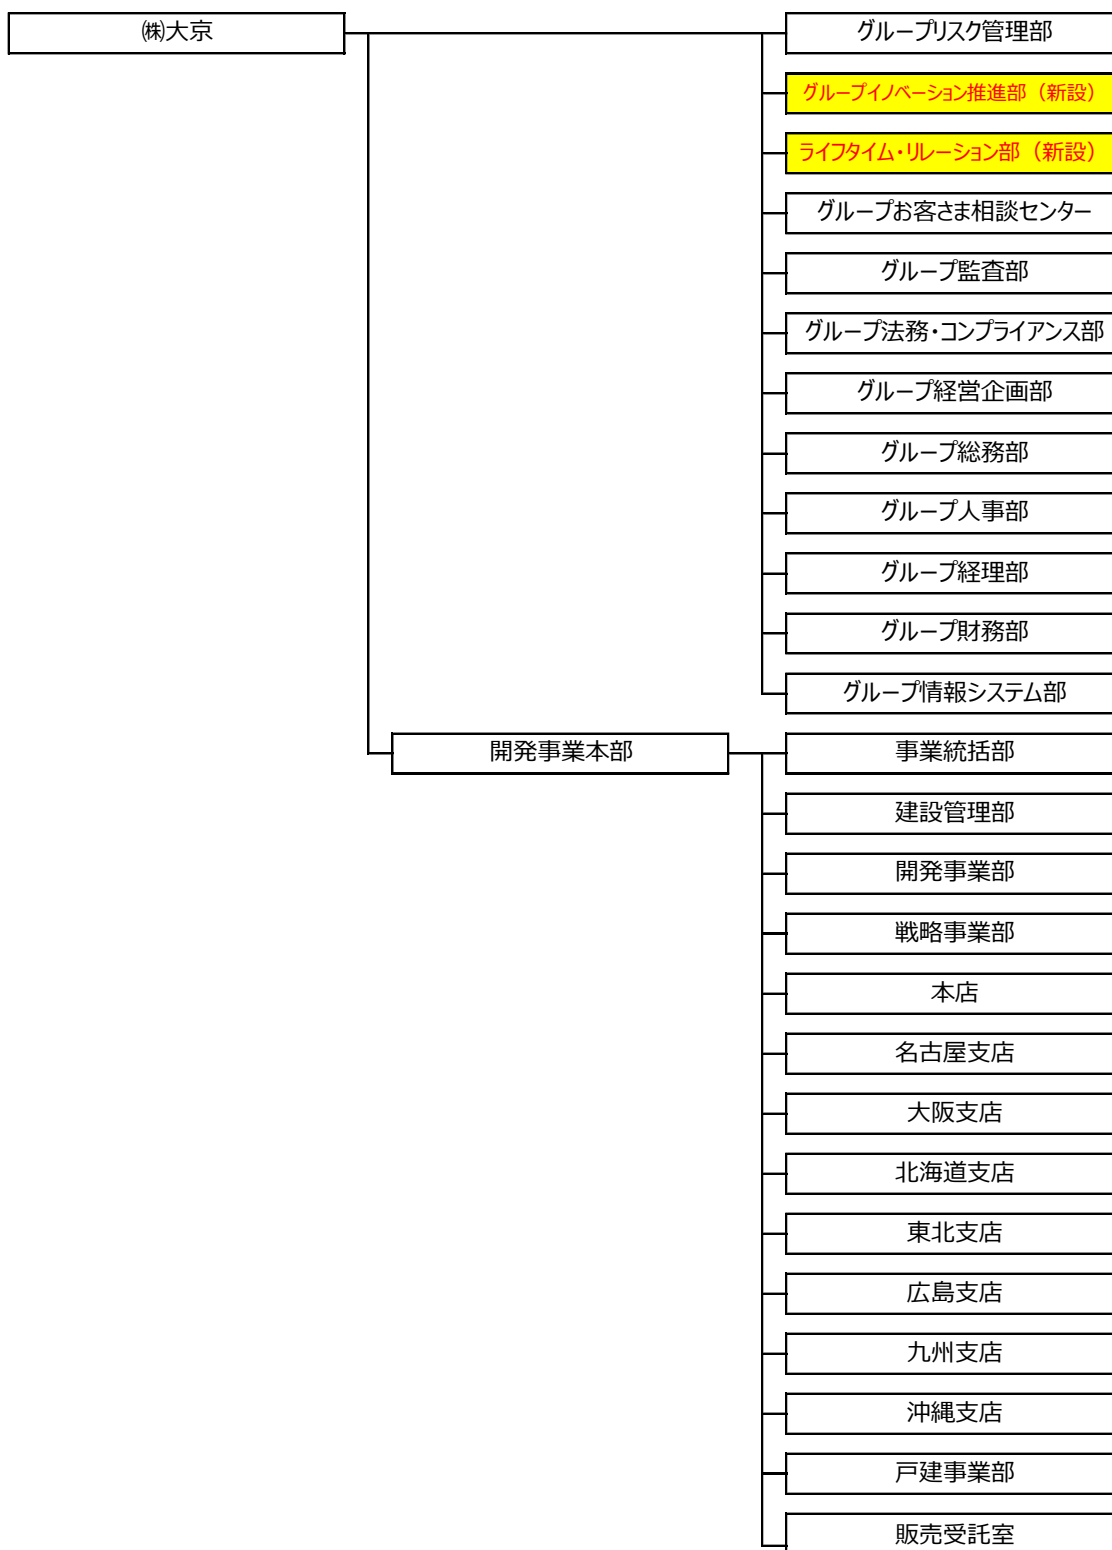 ㈱大京
グループリスク管理部
グループイノベーション推進部（新設）
ライフタイム・リレーション部（新設）
グループお客さま相談センター
グループ監査部
グループ法務・コンプライアンス部
グループ経営企画部
グループ総務部
グループ人事部
グループ経理部
グループ財務部
グループ情報システム部
開発事業本部
事業統括部
建設管理部
開発事業部
戦略事業部
本店
名古屋支店
大阪支店
北海道支店
東北支店
広島支店
九州支店
沖縄支店
戸建事業部
販売受託室